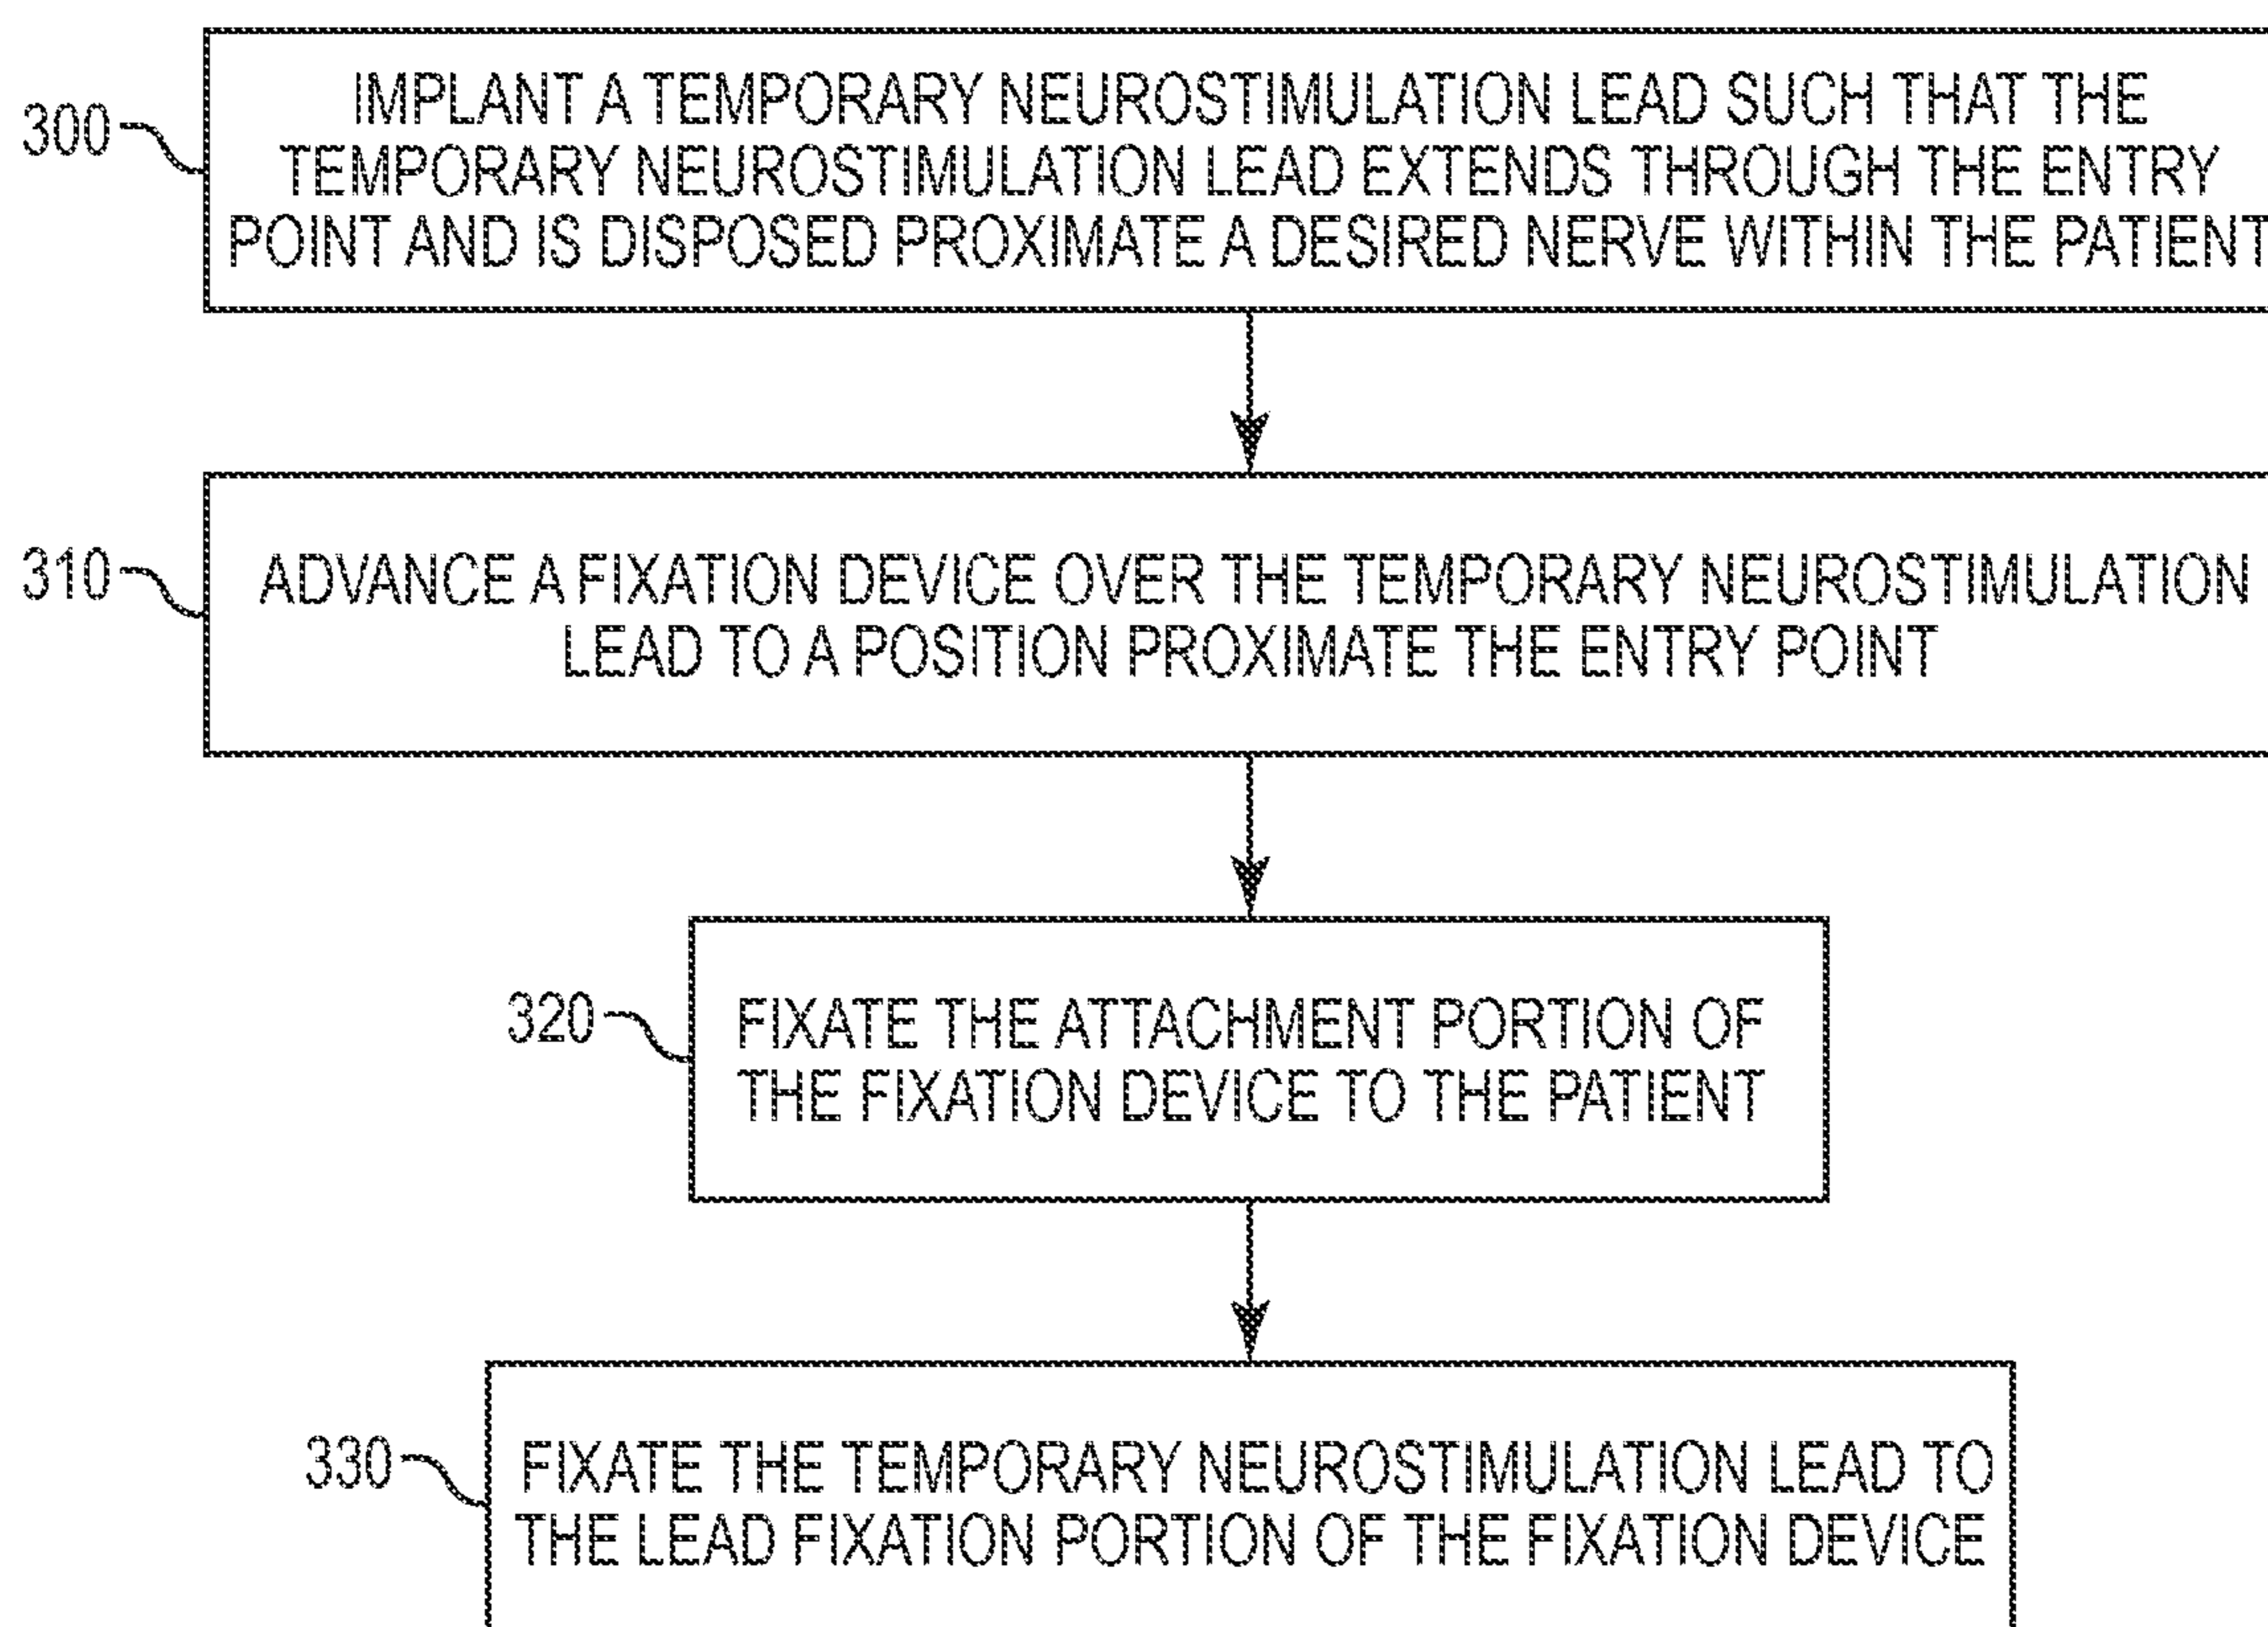 300
IMPLANT A TEMPORARY NEUROSTIMULATION LEAD SUCH THAT THE
TEMPORARY NEUROSTIMULATION LEAD EXTENDS THROUGH THE ENTRY
POINT AND IS DISPOSED PROXIMATE A DESIRED NERVE WITHIN THE PATIENT
310
ADVANCE A FIXATION DEVICE OVER THE TEMPORARY NEUROSTIMULATION
LEAD TO A POSITION PROXIMATE THE ENTRY POINT
320
FIXATE THE ATTACHMENT PORTION OF
THE FIXATION DEVICE TO THE PATIENT
330
FIXATE THE TEMPORARY NEUROSTIMULATION LEAD TO
THE LEAD FIXATION PORTION OF THE FIXATION DEVICE